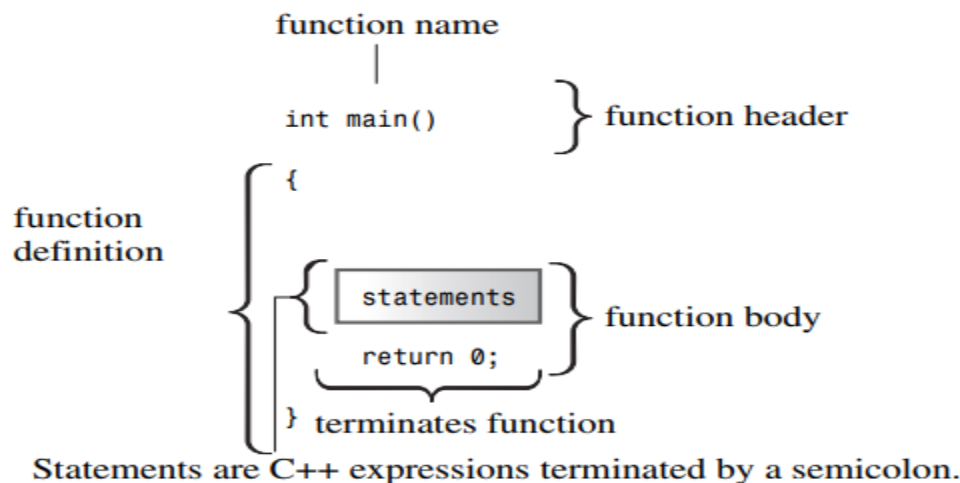 function name
int main()
function header
{
function
definition
statements
function body
return 0;
}
terminates function
Statements are C++ expressions terminated by a semicolon.